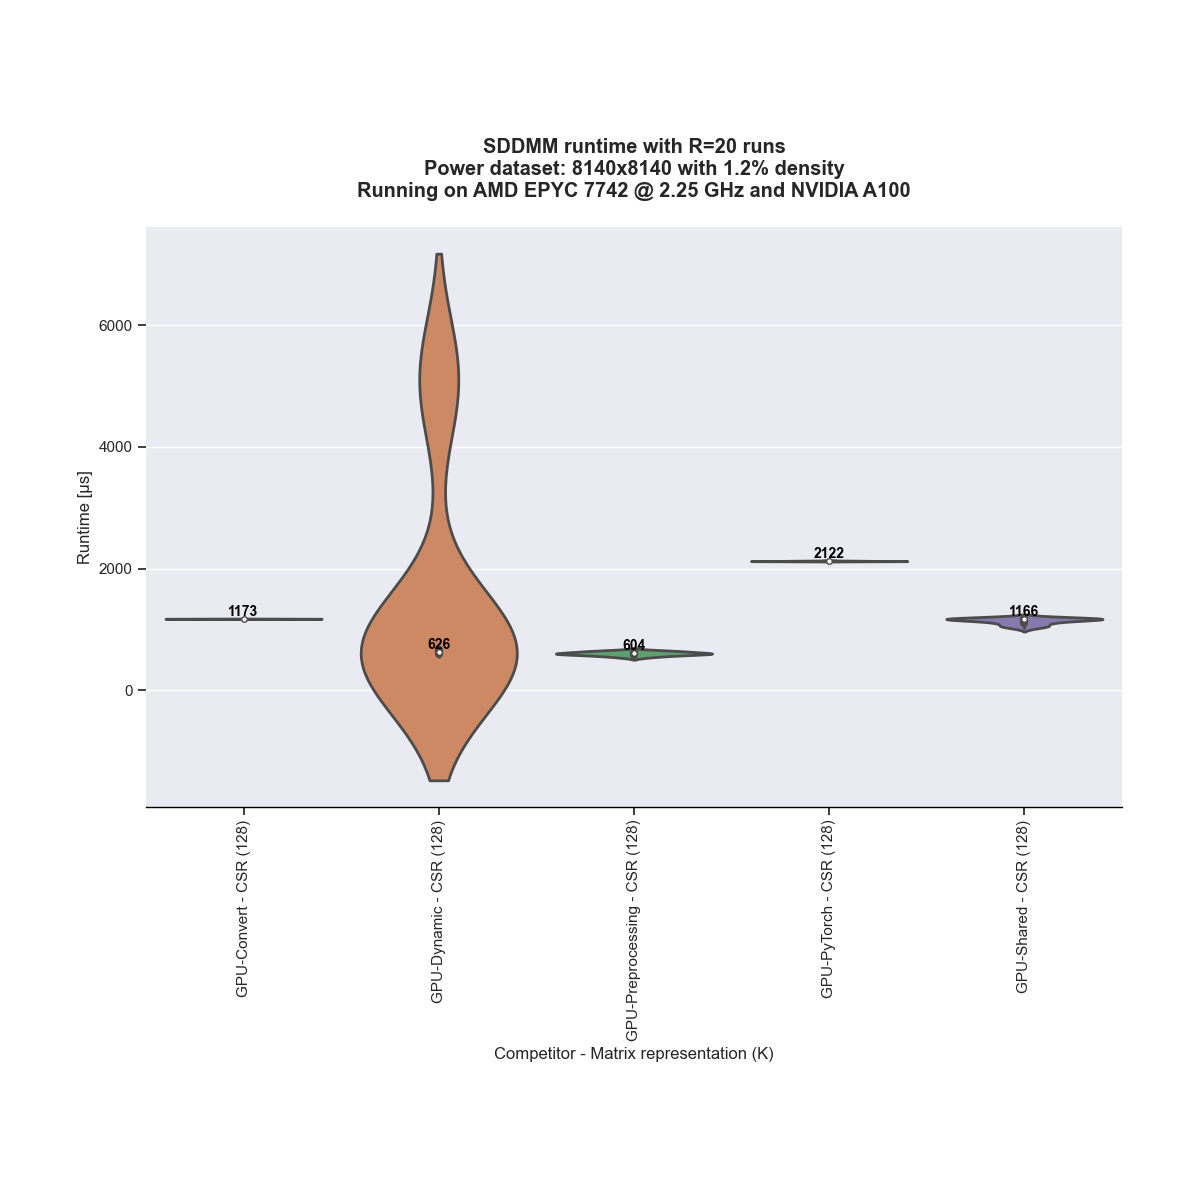 SDDMM runtime with R=20 runs
Power dataset: 8140x8140 with 1.2% density
Running on AMD EPYC 7742 @ 2.25 GHz and NVIDIA A100
Runtime [µs]
6000
4000
2000
0
1173
626
604
2122
1166
GPU-Convert - CSR (128)
GPU-Dynamic - CSR (128)
GPU-Preprocessing - CSR (128)
GPU-PyTorch - CSR (128)
GPU-Shared - CSR (128)
Competitor - Matrix representation (K)